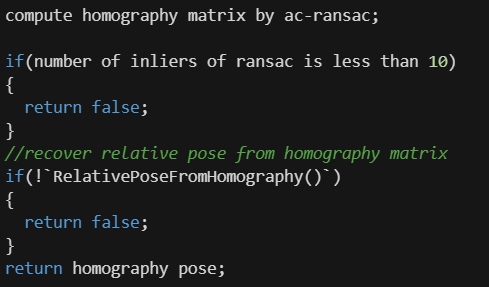 compute homography matrix by ac-ransac;
if(number of inliers of ransac is less than 10)
{
return false;
}
//recover relative pose from homography matrix
if(!`RelativePoseFromHomography()`)
{
return false;
}
return homography pose;